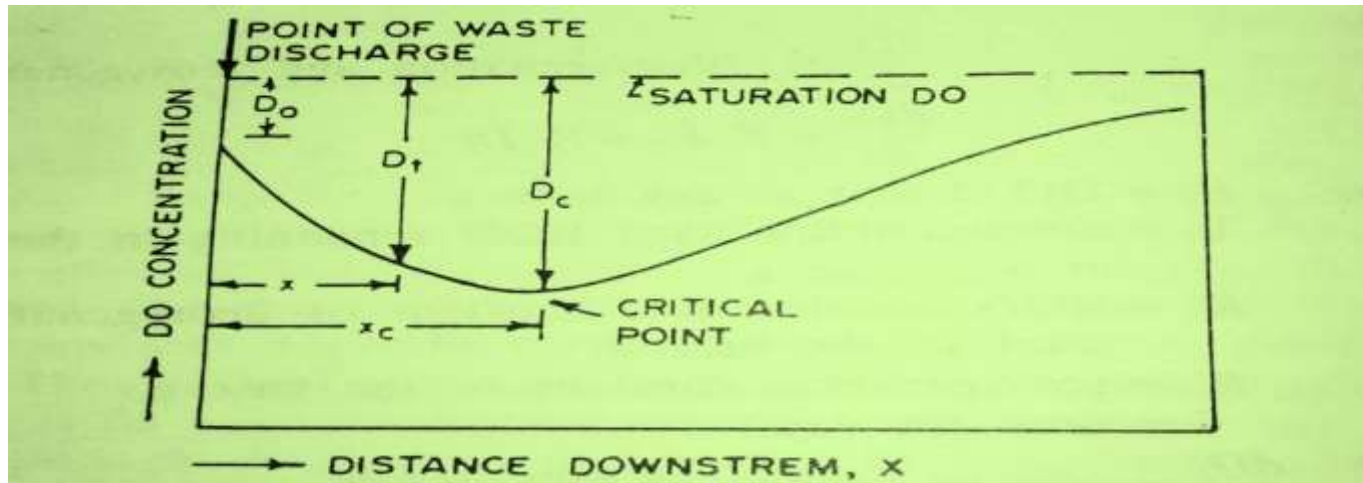 POINT OF WASTE
DISCHARGE
SATURATION DO
Do
Dt
Dc
DO CONCENTRATION
x
xc
CRITICAL
POINT
DISTANCE DOWNSTREM, X